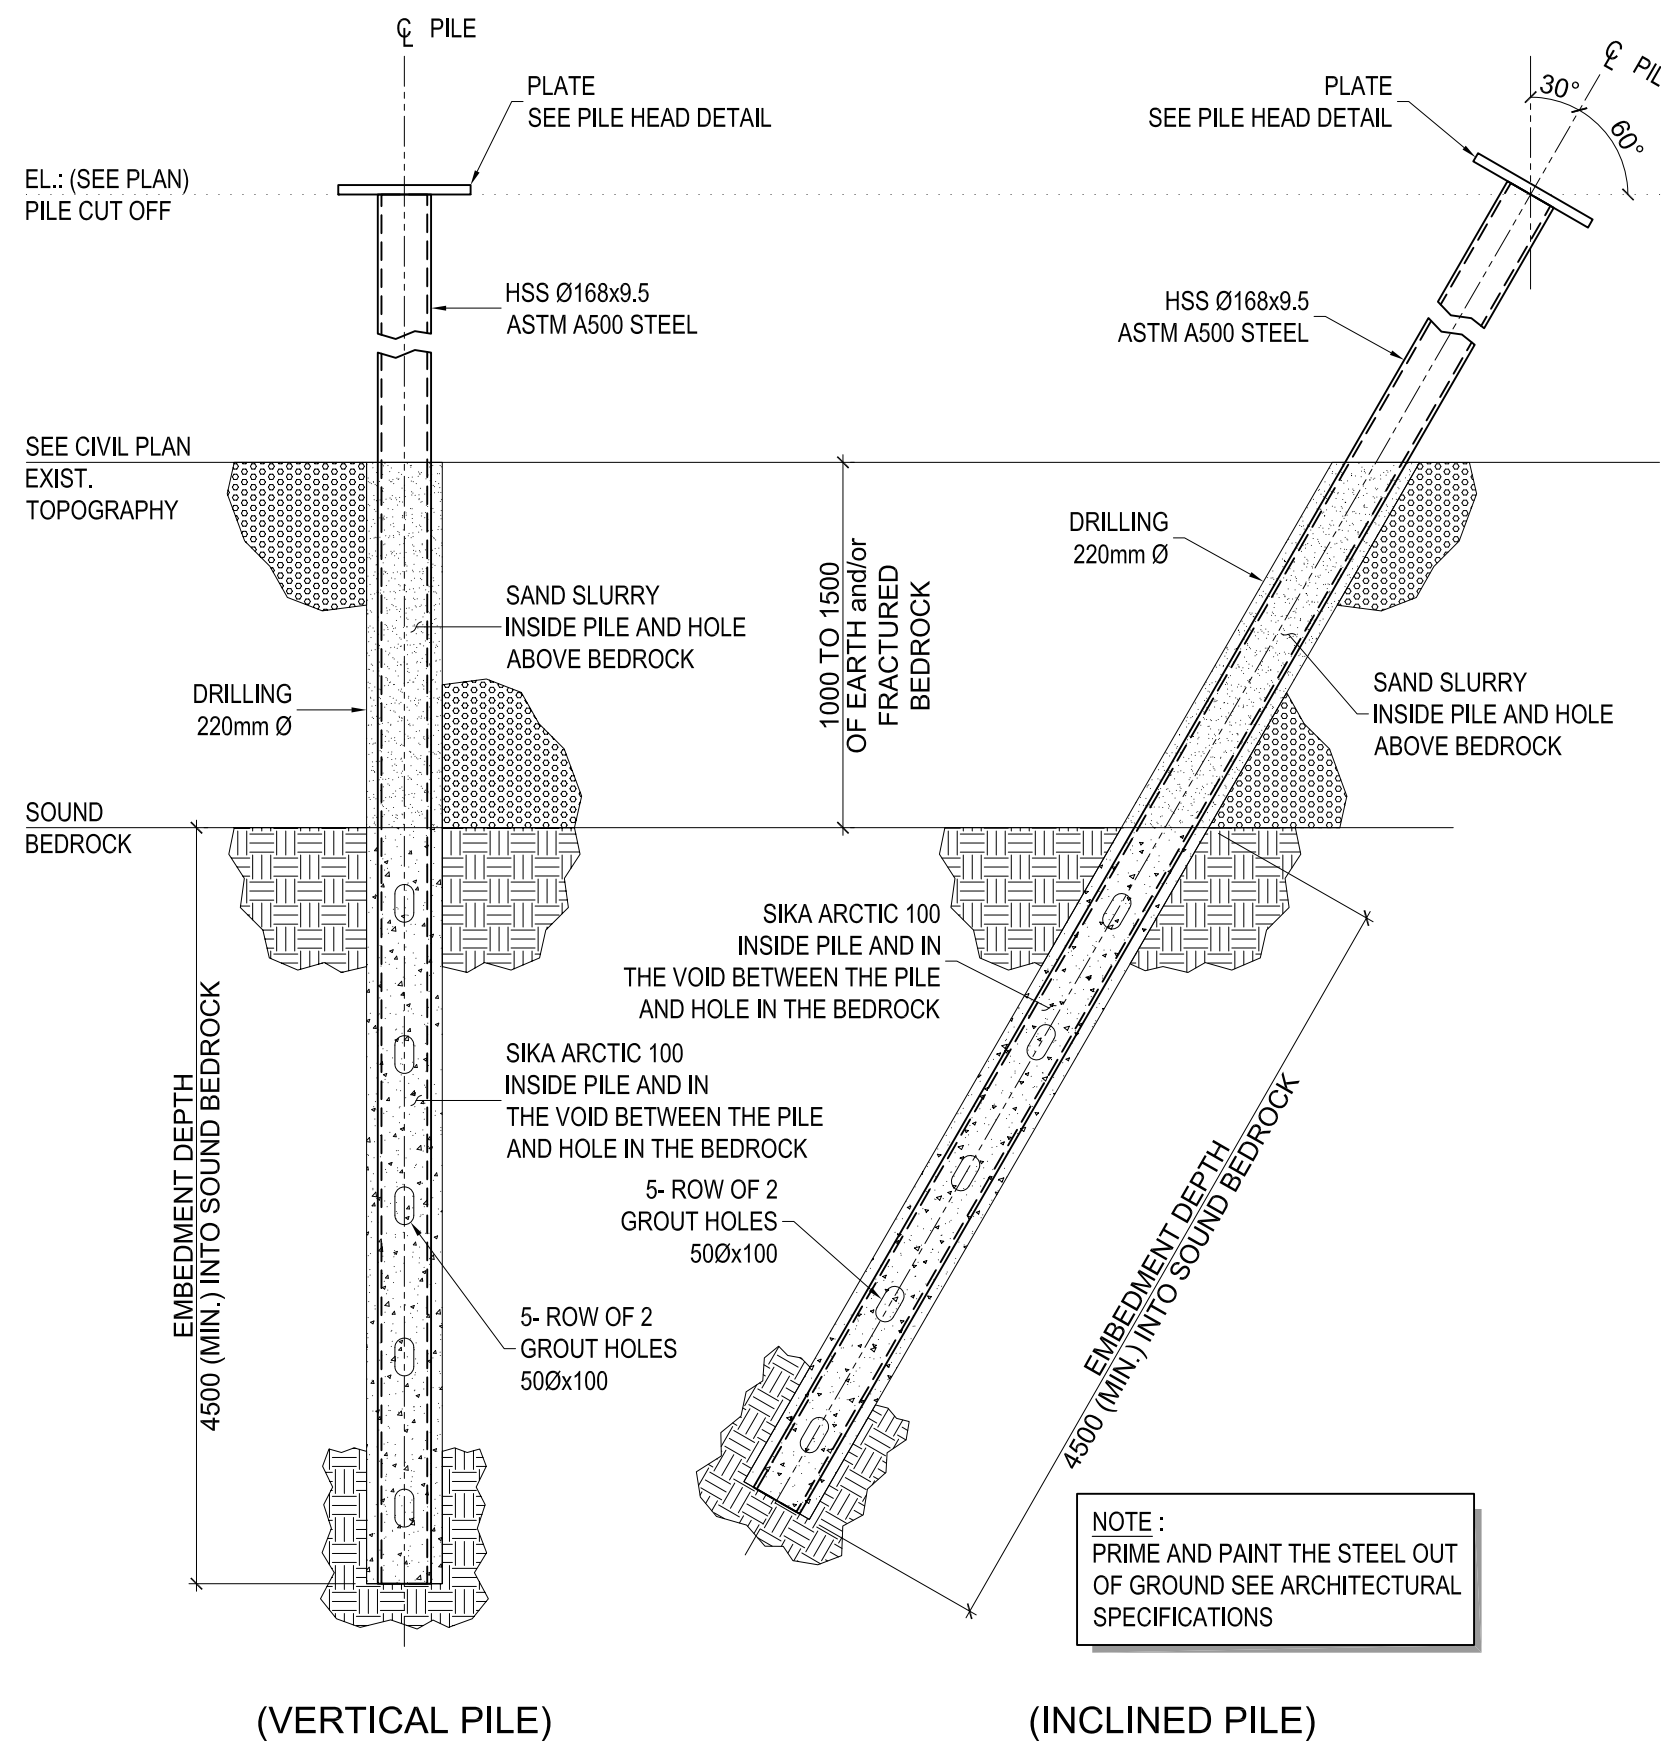 ℄ PILE
PLATE
SEE PILE HEAD DETAIL
EL.: (SEE PLAN)
PILE CUT OFF
HSS Ø168x9.5
ASTM A500 STEEL
SEE CIVIL PLAN
EXIST.
TOPOGRAPHY
SAND SLURRY
INSIDE PILE AND HOLE
ABOVE BEDROCK
DRILLING
220mm Ø
SOUND
BEDROCK
EMBEDMENT DEPTH
4500 (MIN.) INTO SOUND BEDROCK
SIKA ARCTIC 100
INSIDE PILE AND IN
THE VOID BETWEEN THE PILE
AND HOLE IN THE BEDROCK
5- ROW OF 2
GROUT HOLES
50Øx100
(VERTICAL PILE)
℄ PIL
30°
60°
PLATE
SEE PILE HEAD DETAIL
HSS Ø168x9.5
ASTM A500 STEEL
DRILLING
220mm Ø
1000 TO 1500
OF EARTH and/or
FRACTURED
BEDROCK
SAND SLURRY
INSIDE PILE AND HOLE
ABOVE BEDROCK
SIKA ARCTIC 100
INSIDE PILE AND IN
THE VOID BETWEEN THE PILE
AND HOLE IN THE BEDROCK
5- ROW OF 2
GROUT HOLES
50Øx100
EMBEDMENT DEPTH
4500 (MIN.) INTO SOUND BEDROCK
NOTE :
PRIME AND PAINT THE STEEL OUT
OF GROUND SEE ARCHITECTURAL
SPECIFICATIONS
(INCLINED PILE)